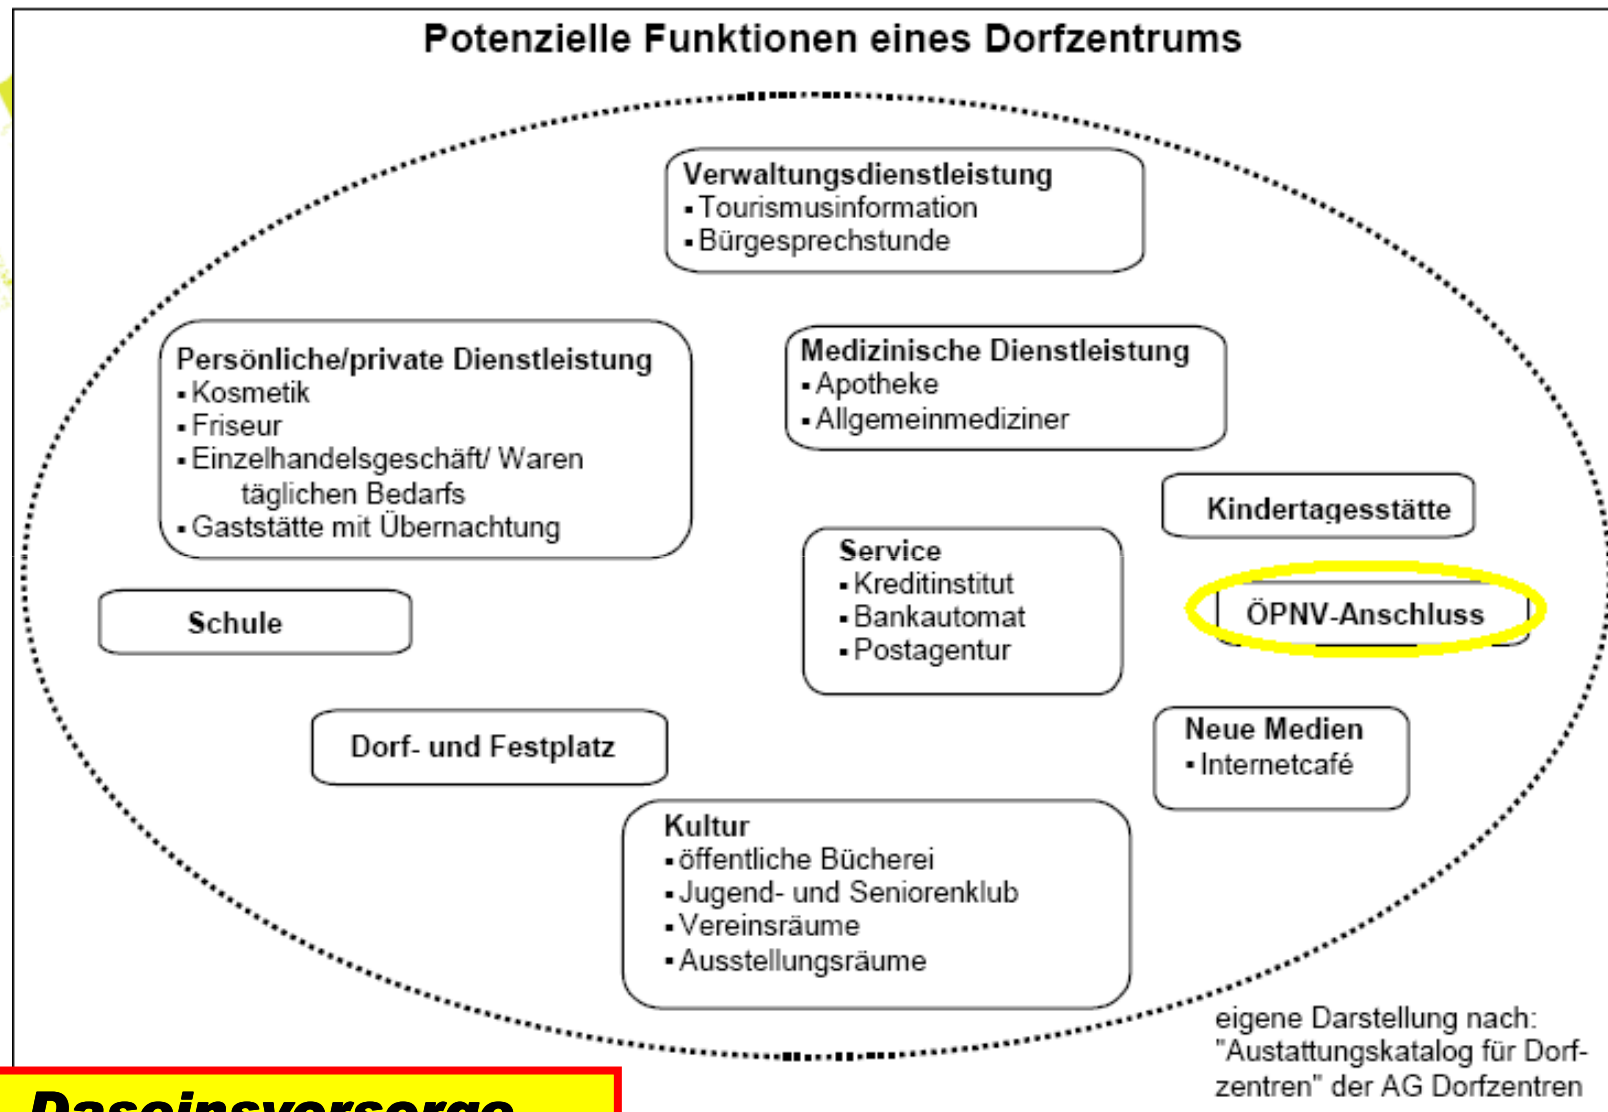 Potenzielle Funktionen eines Dorfzentrums
Verwaltungsdienstleistung
▪ Tourismusinformation
▪ Bürgesprechstunde
Persönliche/private Dienstleistung
▪ Kosmetik
▪ Friseur
▪ Einzelhandelsgeschäft/ Waren
täglichen Bedarfs
▪ Gaststätte mit Übernachtung
Medizinische Dienstleistung
▪ Apotheke
▪ Allgemeinmediziner
Kindertagesstätte
Service
▪ Kreditinstitut
▪ Bankautomat
▪ Postagentur
ÖPNV-Anschluss
Schule
Dorf- und Festplatz
Neue Medien
▪ Internetcafé
Kultur
▪ öffentliche Bücherei
▪ Jugend- und Seniorenklub
▪ Vereinsräume
▪ Ausstellungsräume
eigene Darstellung nach:
"Austattungskatalog für Dorf-
zentren" der AG Dorfzentren
Daseinsvorsorge